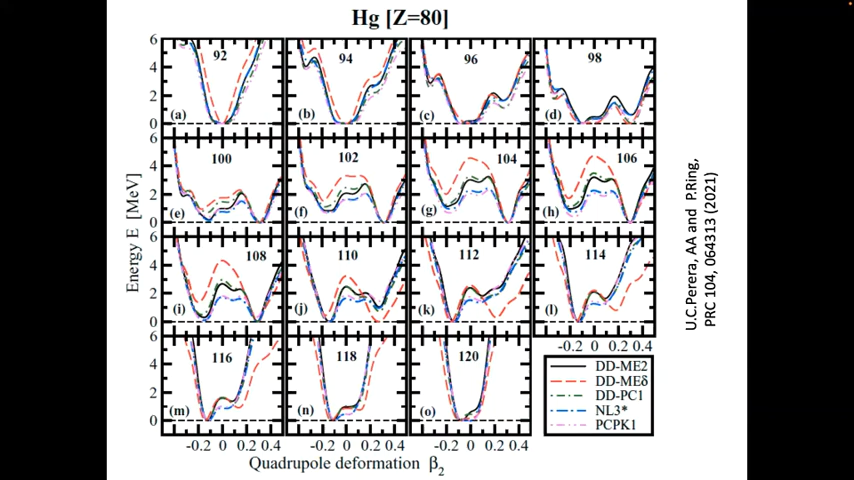 Hg [Z=80]
6
4
2
0
92
(a)
94
(b)
96
(c)
98
(d)
6
4
2
0
100
(e)
102
(f)
104
(g)
106
(h)
6
4
2
0
108
(i)
110
(j)
112
(k)
114
(l)
-0.2 0 0.2 0.4
6
4
2
0
116
(m)
118
(n)
120
(o)
-0.2 0 0.2 0.4
-0.2 0 0.2 0.4
-0.2 0 0.2 0.4
Energy E [MeV]
Quadrupole deformation β2
DD-ME2
DD-MEδ
DD-PC1
NL3*
PCPK1
U.C.Perera, AA and P.Ring,
PRC 104, 064313 (2021)